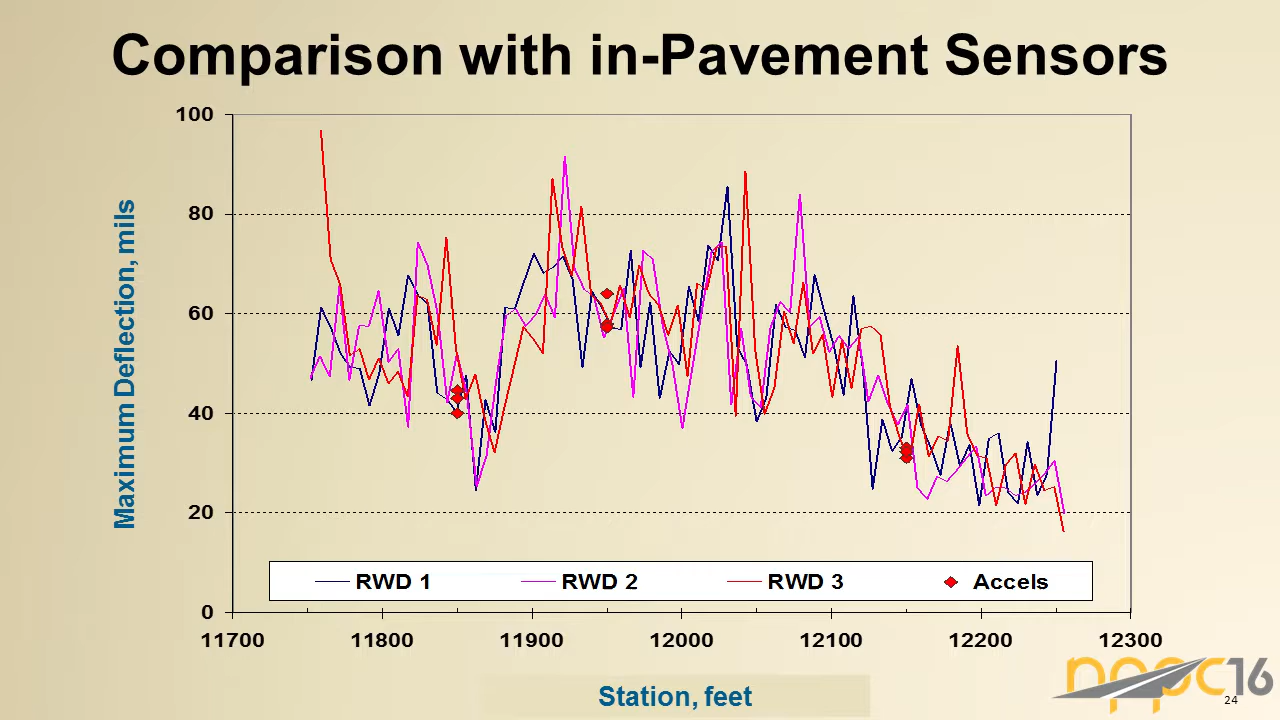 Comparison with in-Pavement Sensors
Maximum Deflection, mils
100
80
60
40
20
0
RWD 1 RWD 2 RWD 3 Accels
11700 11800 11900 12000 12100 12200 12300
Station, feet
nppc16
24